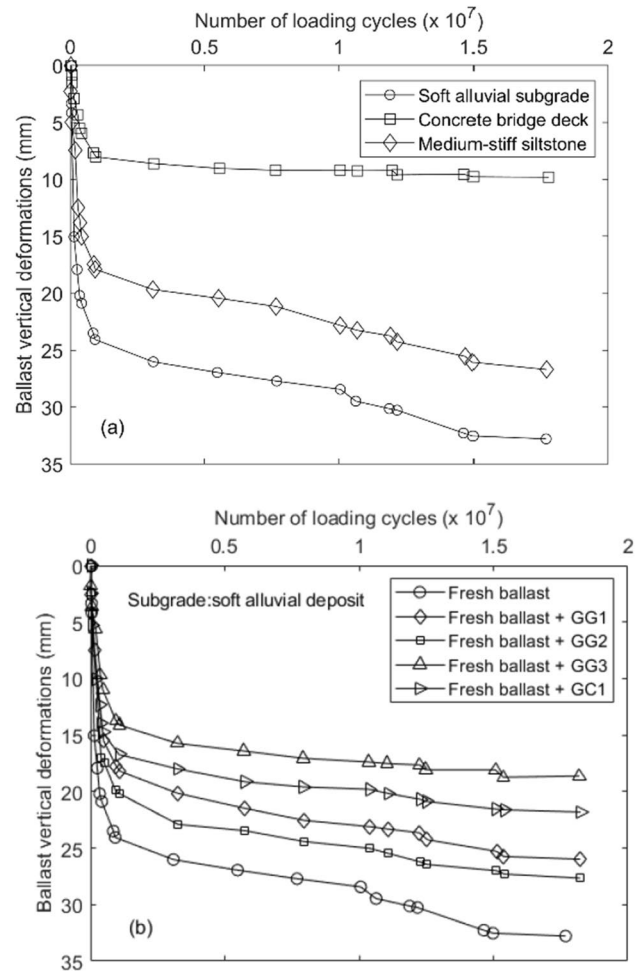 Number of loading cycles (x 10^7)
0 0.5 1 1.5 2
0
5
10
15
20
25
30
35
Ballast vertical deformations (mm)
Soft alluvial subgrade
Concrete bridge deck
Medium-stiff siltstone
(a)
Number of loading cycles (x 10^7)
0 0.5 1 1.5 2
0
5
10
15
20
25
30
35
Ballast vertical deformations (mm)
Subgrade:soft alluvial deposit
Fresh ballast
Fresh ballast + GG1
Fresh ballast + GG2
Fresh ballast + GG3
Fresh ballast + GC1
(b)